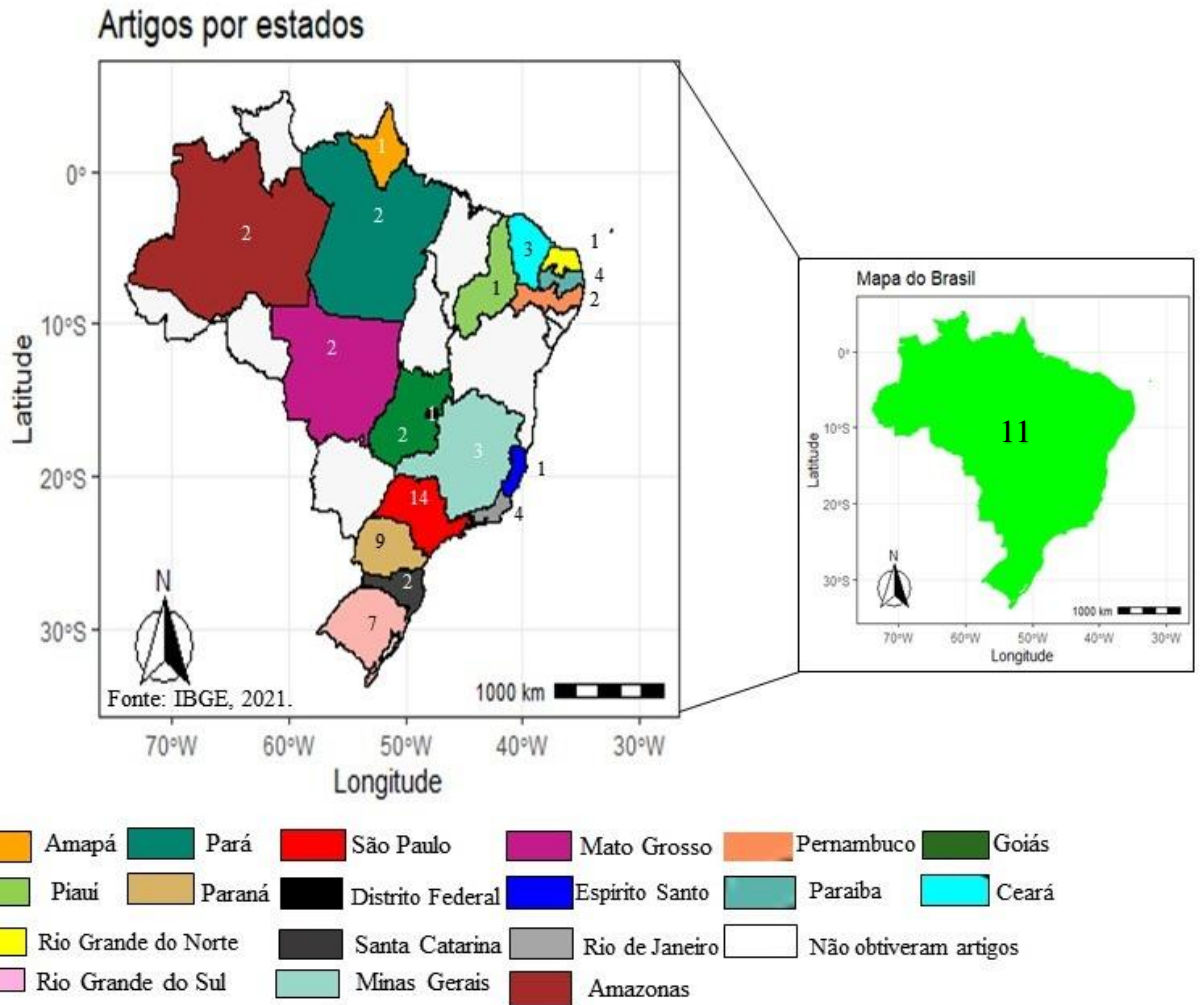 Artigos por estados
0°
10°S
20°S
30°S
Latitude
1
2
2
1
3
1
4
2
2
2
1
3
1
14
4
9
2
7
N
Fonte: IBGE, 2021.
1000 km
70°W 60°W 50°W 40°W 30°W
Longitude
Mapa do Brasil
0°
10°S
20°S
30°S
Latitude
11
N
1000 km
70°W 60°W 50°W 40°W 30°W
Longitude
Amapá Pará São Paulo Mato Grosso Pernambuco Goiás
Piauí Paraná Distrito Federal Espirito Santo Paraiba Ceará
Rio Grande do Norte Santa Catarina Rio de Janeiro Não obtiveram artigos
Rio Grande do Sul Minas Gerais Amazonas